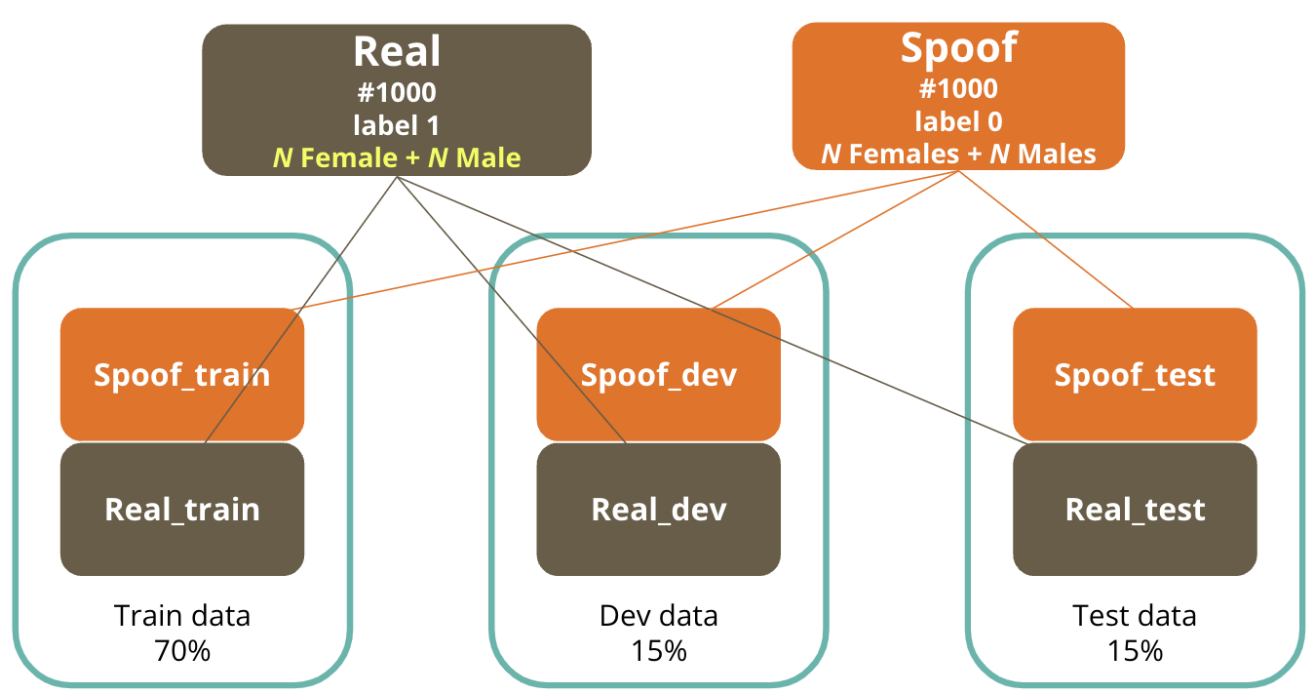 Real
#1000
label 1
N Female + N Male
Spoof
#1000
label 0
N Females + N Males
Spoof_train
Real_train
Train data
70%
Spoof_dev
Real_dev
Dev data
15%
Spoof_test
Real_test
Test data
15%